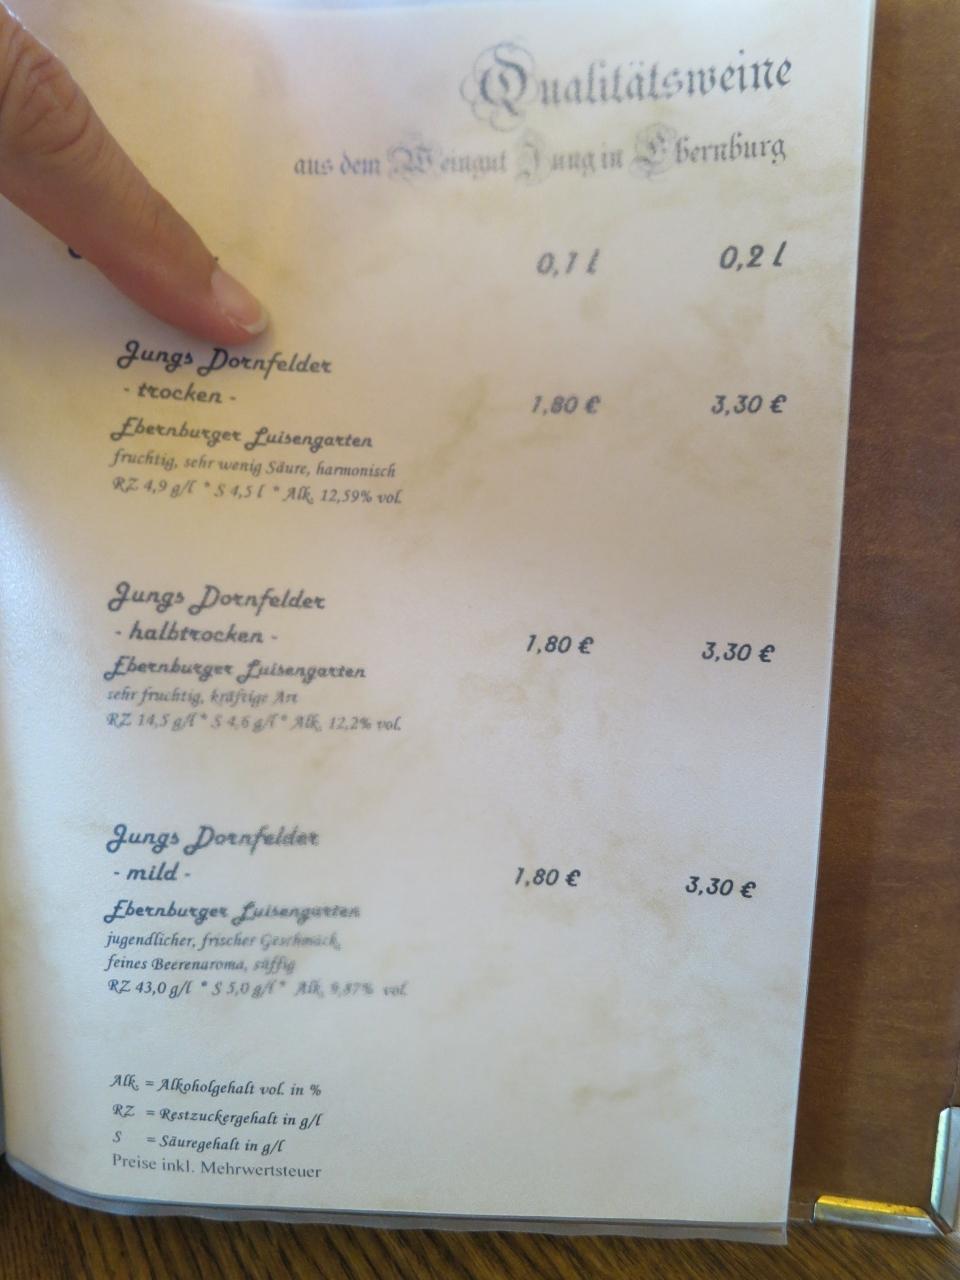 Qualitätsweine
aus dem Weingut Jung in Ebernburg
0,1 l 0,2 l
Jungs Dornfelder
- trocken - 1,80 € 3,30 €
Ebernburger Luisengarten
fruchtig, sehr wenig Säure, harmonisch
RZ 4,9 g/l * S 4,5 l * Alk. 12,59% vol.
Jungs Dornfelder
- halbtrocken - 1,80 € 3,30 €
Ebernburger Luisengarten
sehr fruchtig, kräftige Art
RZ 14,5 g/l * S 4,6 g/l * Alk. 12,2% vol.
Jungs Dornfelder
- mild - 1,80 € 3,30 €
Ebernburger Luisengarten
jugendlicher, frischer Geschmack,
feines Beerenaroma, süffig
RZ 43,0 g/l * S 5,0 g/l * Alk. 9,87% vol.
Alk. = Alkoholgehalt vol. in %
RZ = Restzuckergehalt in g/l
S = Säuregehalt in g/l
Preise inkl. Mehrwertsteuer